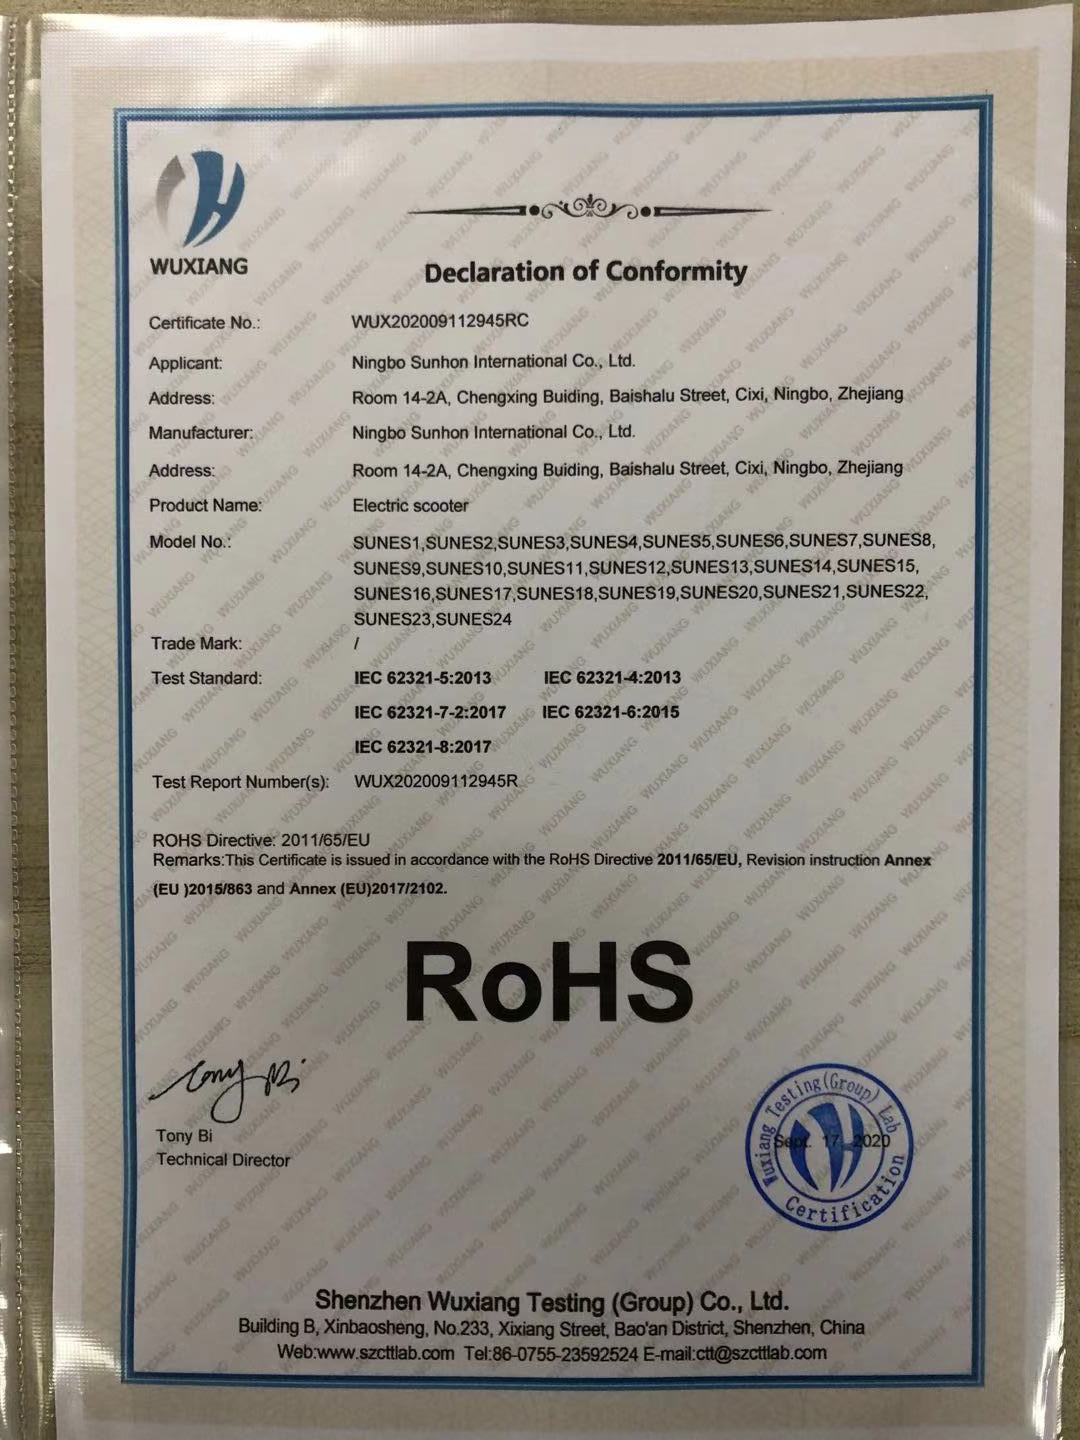 WUXIANG
Declaration of Conformity
Certificate No.: WUX202009112945RC
Applicant: Ningbo Sunhon International Co., Ltd.
Address: Room 14-2A, Chengxing Buiding, Baishalu Street, Cixi, Ningbo, Zhejiang
Manufacturer: Ningbo Sunhon International Co., Ltd.
Address: Room 14-2A, Chengxing Buiding, Baishalu Street, Cixi, Ningbo, Zhejiang
Product Name: Electric scooter
Model No.: SUNES1,SUNES2,SUNES3,SUNES4,SUNES5,SUNES6,SUNES7,SUNES8,
SUNES9,SUNES10,SUNES11,SUNES12,SUNES13,SUNES14,SUNES15,
SUNES16,SUNES17,SUNES18,SUNES19,SUNES20,SUNES21,SUNES22,
SUNES23,SUNES24
Trade Mark: /
Test Standard: IEC 62321-5:2013 IEC 62321-4:2013
IEC 62321-7-2:2017 IEC 62321-6:2015
IEC 62321-8:2017
Test Report Number(s): WUX202009112945R
ROHS Directive: 2011/65/EU
Remarks:This Certificate is issued in accordance with the RoHS Directive 2011/65/EU, Revision instruction Annex
(EU )2015/863 and Annex (EU)2017/2102.
RoHS
Tony Bi
Tony Bi
Technical Director
Wuxiang Testing(Group) Lab
Sept. 17, 2020
Certification
Shenzhen Wuxiang Testing (Group) Co., Ltd.
Building B, Xinbaosheng, No.233, Xixiang Street, Bao'an District, Shenzhen, China
Web:www.szcttlab.com Tel:86-0755-23592524 E-mail:ctt@szcttlab.com